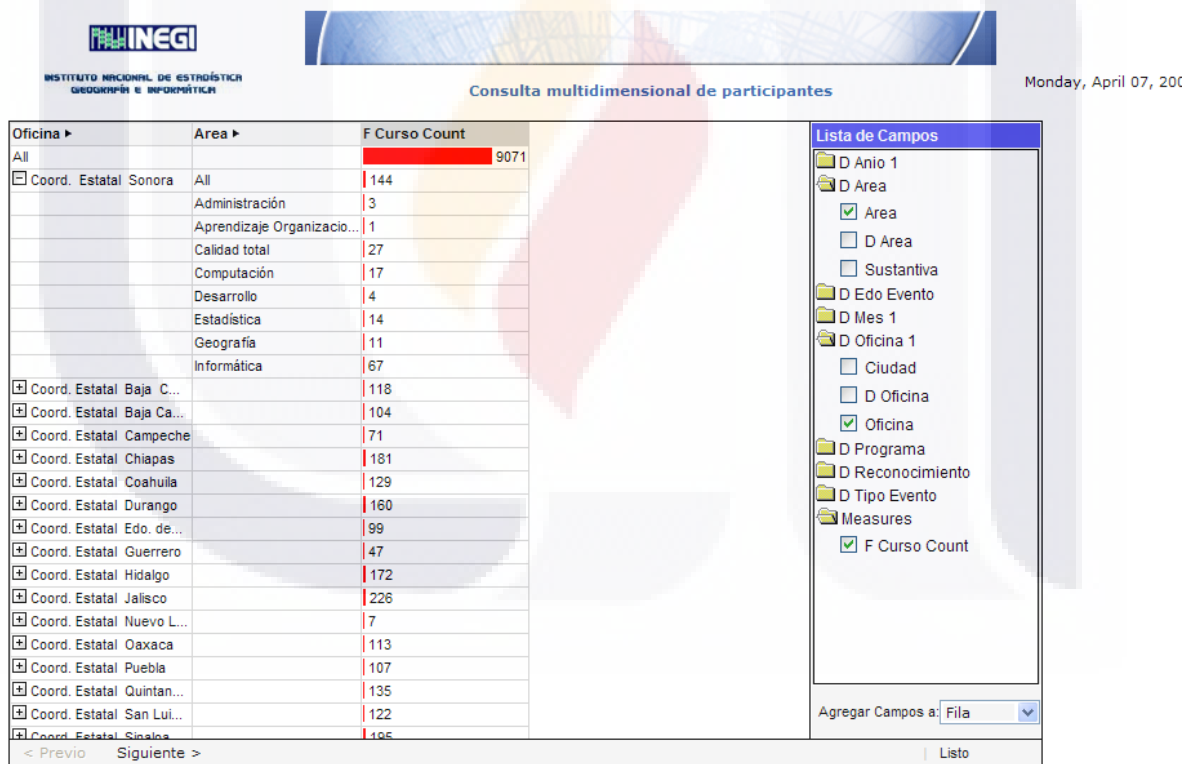 INEGI
INSTITUTO NACIONAL DE ESTADÍSTICA
GEOGRAFÍA E INFORMÁTICA
Consulta multidimensional de participantes
Monday, April 07, 200
Oficina Area F Curso Count
All 9071
Coord. Estatal Sonora All 144
Administración 3
Aprendizaje Organizacio... 1
Calidad total 27
Computación 17
Desarrollo 4
Estadística 14
Geografía 11
Informática 67
Coord. Estatal Baja C... 118
Coord. Estatal Baja Ca... 104
Coord. Estatal Campeche 71
Coord. Estatal Chiapas 181
Coord. Estatal Coahuila 129
Coord. Estatal Durango 160
Coord. Estatal Edo. de... 99
Coord. Estatal Guerrero 47
Coord. Estatal Hidalgo 172
Coord. Estatal Jalisco 226
Coord. Estatal Nuevo L... 7
Coord. Estatal Oaxaca 113
Coord. Estatal Puebla 107
Coord. Estatal Quintan... 135
Coord. Estatal San Lui... 122
Coord. Estatal Sinaloa 195
< Previo Siguiente >
Lista de Campos
D Anio 1
D Area
Area
D Area
Sustantiva
D Edo Evento
D Mes 1
D Oficina 1
Ciudad
D Oficina
Oficina
D Programa
D Reconocimiento
D Tipo Evento
Measures
F Curso Count
Agregar Campos a: Fila
Listo